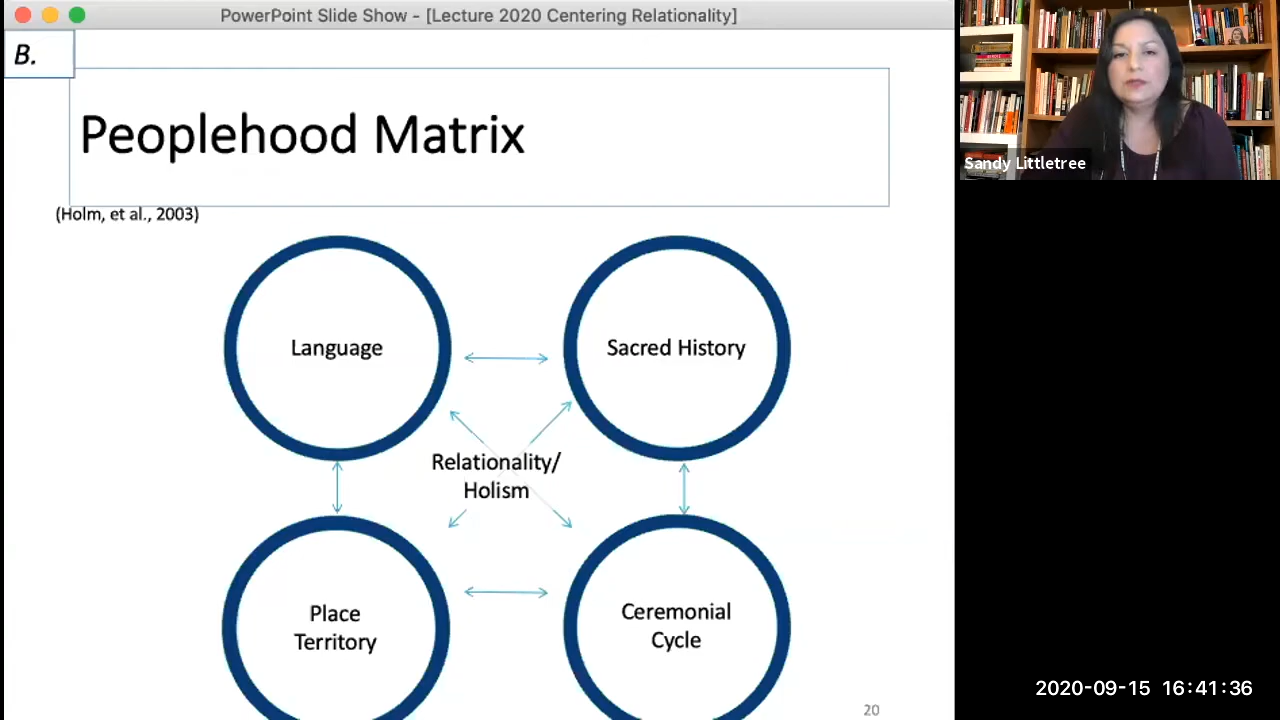 PowerPoint Slide Show - [Lecture 2020 Centering Relationality]
B.
Peoplehood Matrix
(Holm, et al., 2003)
Language
Sacred History
Relationality/
Holism
Place
Territory
Ceremonial
Cycle
20
Sandy Littletree
2020-09-15 16:41:36